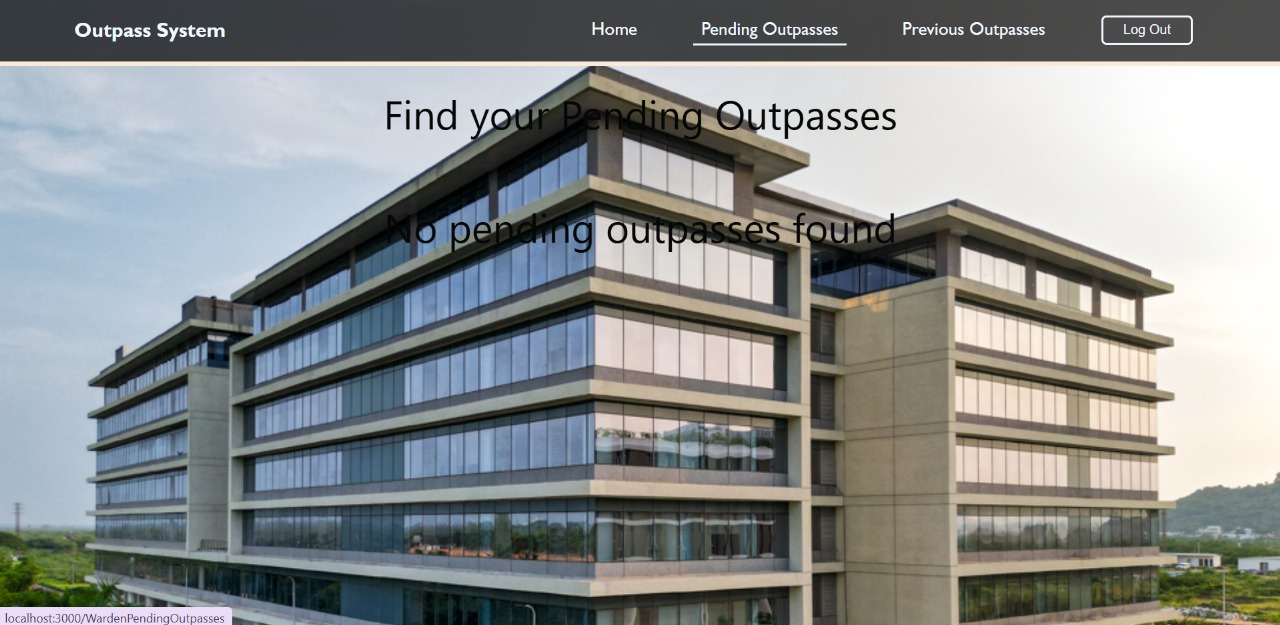 Outpass System
Home
Pending Outpasses
Previous Outpasses
Log Out
Find your Pending Outpasses
No pending outpasses found
localhost:3000/WardenPendingOutpasses